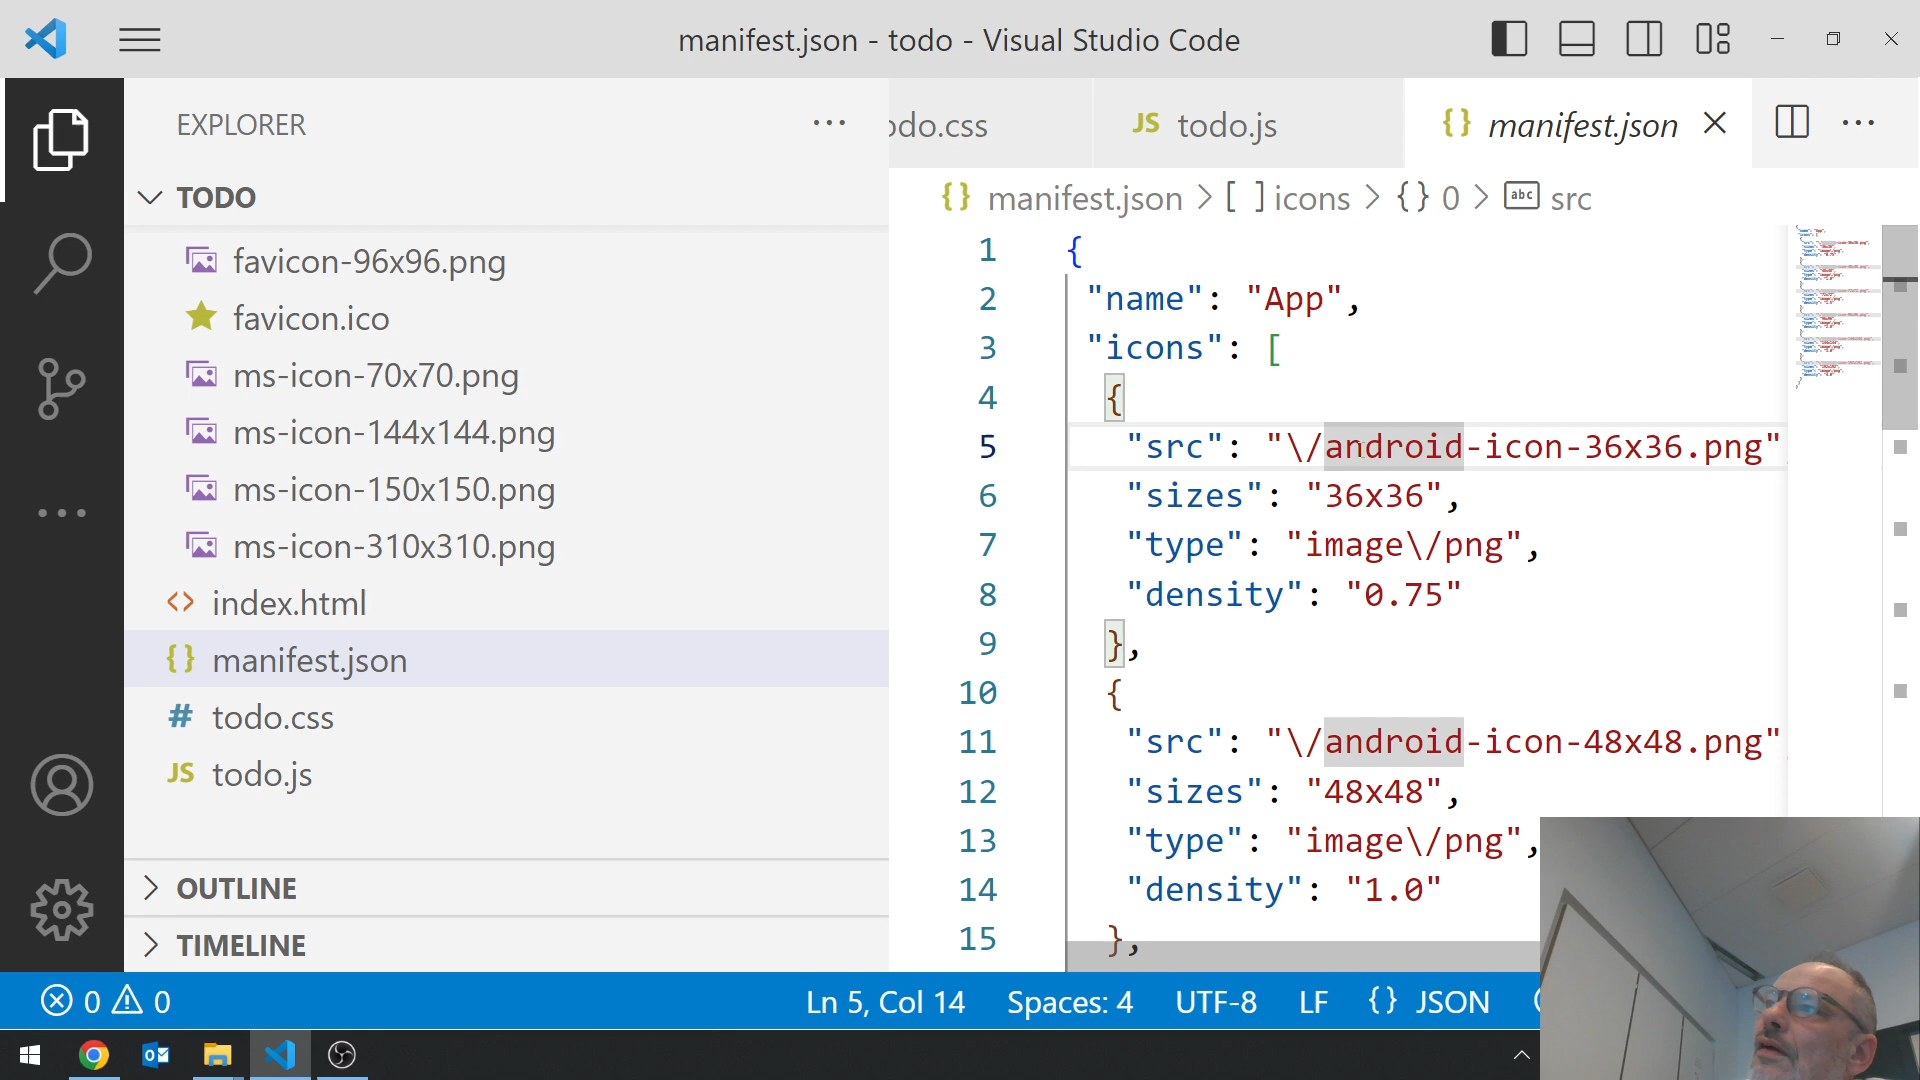 manifest.json - todo - Visual Studio Code
EXPLORER
TODO
favicon-96x96.png
favicon.ico
ms-icon-70x70.png
ms-icon-144x144.png
ms-icon-150x150.png
ms-icon-310x310.png
<> index.html
{} manifest.json
# todo.css
JS todo.js
OUTLINE
TIMELINE
odo.css
JS todo.js
{} manifest.json
{} manifest.json > [ ] icons > {} 0 > abc src
1 {
2 "name": "App",
3 "icons": [
4 {
5 "src": "\/android-icon-36x36.png"
6 "sizes": "36x36",
7 "type": "image\/png",
8 "density": "0.75"
9 },
10 {
11 "src": "\/android-icon-48x48.png"
12 "sizes": "48x48",
13 "type": "image\/png",
14 "density": "1.0"
15 },
0 0
Ln 5, Col 14 Spaces: 4 UTF-8 LF {} JSON